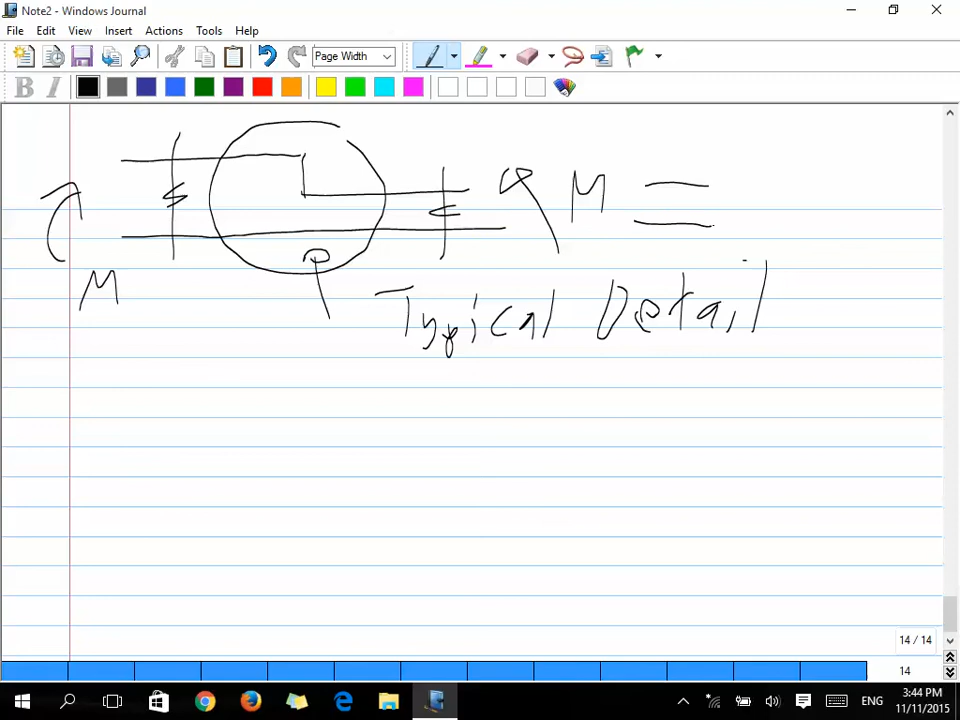 Note2 - Windows Journal
File Edit View Insert Actions Tools Help
Page Width
B I
M
M
Typical Detail
14 / 14
14
ENG
3:44 PM
11/11/2015